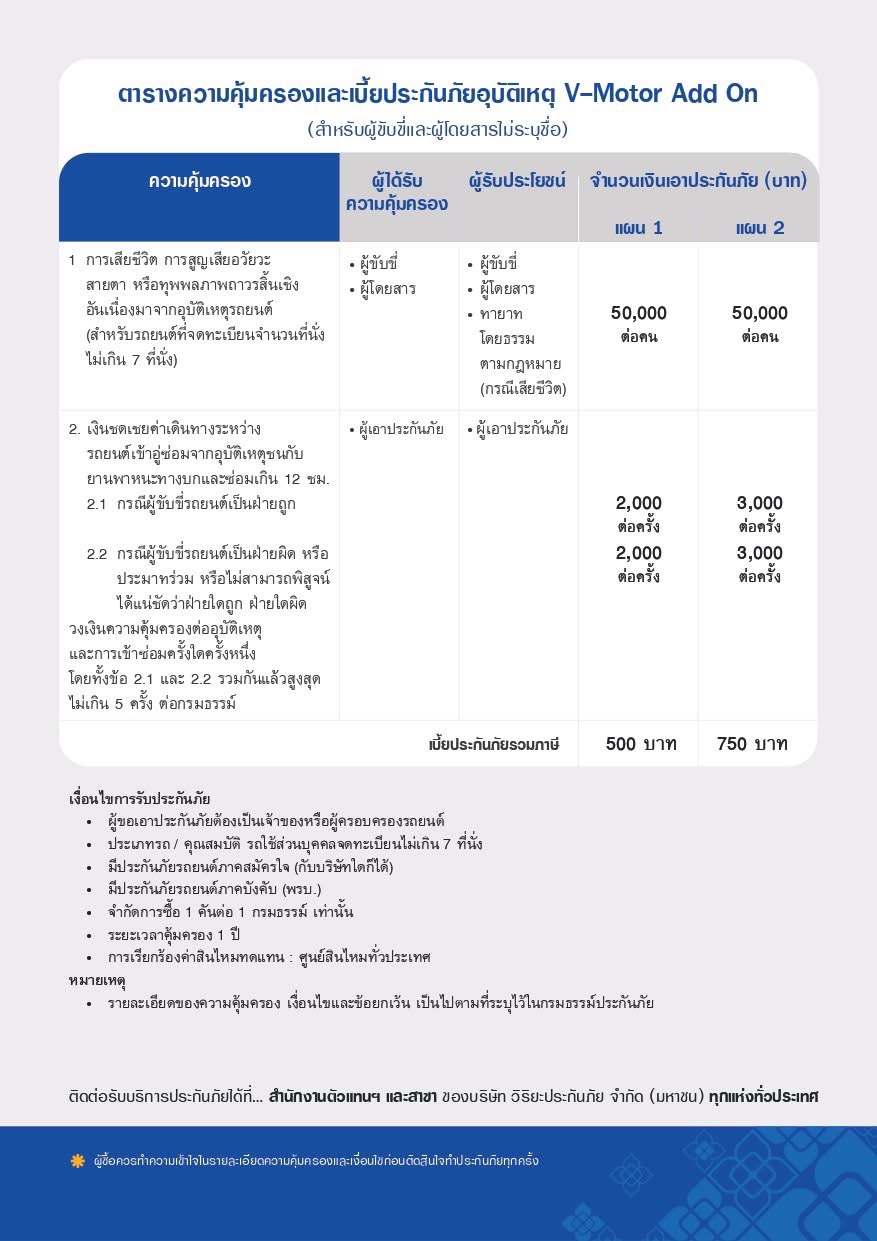 ตารางความคุ้มครองและเบี้ยประกันภัยอุบัติเหตุ V-Motor Add On
(สำหรับผู้ขับขี่และผู้โดยสารไม่ระบุชื่อ)
ความคุ้มครอง
ผู้ได้รับ
ความคุ้มครอง
ผู้รับประโยชน์
จำนวนเงินเอาประกันภัย (บาท)
แผน 1
แผน 2
1 การเสียชีวิต การสูญเสียอวัยวะ
สายตา หรือทุพพลภาพถาวรสิ้นเชิง
อันเนื่องมาจากอุบัติเหตุรถยนต์
(สำหรับรถยนต์ที่จดทะเบียนจำนวนที่นั่ง
ไม่เกิน 7 ที่นั่ง)
• ผู้ขับขี่
• ผู้โดยสาร
• ผู้ขับขี่
• ผู้โดยสาร
• ทายาท
โดยธรรม
ตามกฎหมาย
(กรณีเสียชีวิต)
50,000
ต่อคน
50,000
ต่อคน
2. เงินชดเชยค่าเดินทางระหว่าง
รถยนต์เข้าอู่ซ่อมจากอุบัติเหตุชนกับ
ยานพาหนะทางบกและซ่อมเกิน 12 ชม.
2.1 กรณีผู้ขับขี่รถยนต์เป็นฝ่ายถูก
2.2 กรณีผู้ขับขี่รถยนต์เป็นฝ่ายผิด หรือ
ประมาทร่วม หรือไม่สามารถพิสูจน์
ได้แน่ชัดว่าฝ่ายใดถูก ฝ่ายใดผิด
วงเงินความคุ้มครองต่ออุบัติเหตุ
และการเข้าซ่อมครั้งใดครั้งหนึ่ง
โดยทั้งข้อ 2.1 และ 2.2 รวมกันแล้วสูงสุด
ไม่เกิน 5 ครั้ง ต่อกรมธรรม์
• ผู้เอาประกันภัย
• ผู้เอาประกันภัย
2,000
ต่อครั้ง
2,000
ต่อครั้ง
3,000
ต่อครั้ง
3,000
ต่อครั้ง
เบี้ยประกันภัยรวมภาษี
500 บาท
750 บาท
เงื่อนไขการรับประกันภัย
• ผู้ขอเอาประกันภัยต้องเป็นเจ้าของหรือผู้ครอบครองรถยนต์
• ประเภทรถ / คุณสมบัติ รถใช้ส่วนบุคคลจดทะเบียนไม่เกิน 7 ที่นั่ง
• มีประกันภัยรถยนต์ภาคสมัครใจ (กับบริษัทใดก็ได้)
• มีประกันภัยรถยนต์ภาคบังคับ (พรบ.)
• จำกัดการซื้อ 1 คันต่อ 1 กรมธรรม์ เท่านั้น
• ระยะเวลาคุ้มครอง 1 ปี
• การเรียกร้องค่าสินไหมทดแทน : ศูนย์สินไหมทั่วประเทศ
หมายเหตุ
• รายละเอียดของความคุ้มครอง เงื่อนไขและข้อยกเว้น เป็นไปตามที่ระบุไว้ในกรมธรรม์ประกันภัย
ติดต่อรับบริการประกันภัยได้ที่... สำนักงานตัวแทนฯ และสาขา ของบริษัท วิริยะประกันภัย จำกัด (มหาชน) ทุกแห่งทั่วประเทศ
ผู้ซื้อควรทำความเข้าใจในรายละเอียดความคุ้มครองและเงื่อนไขก่อนตัดสินใจทำประกันภัยทุกครั้ง